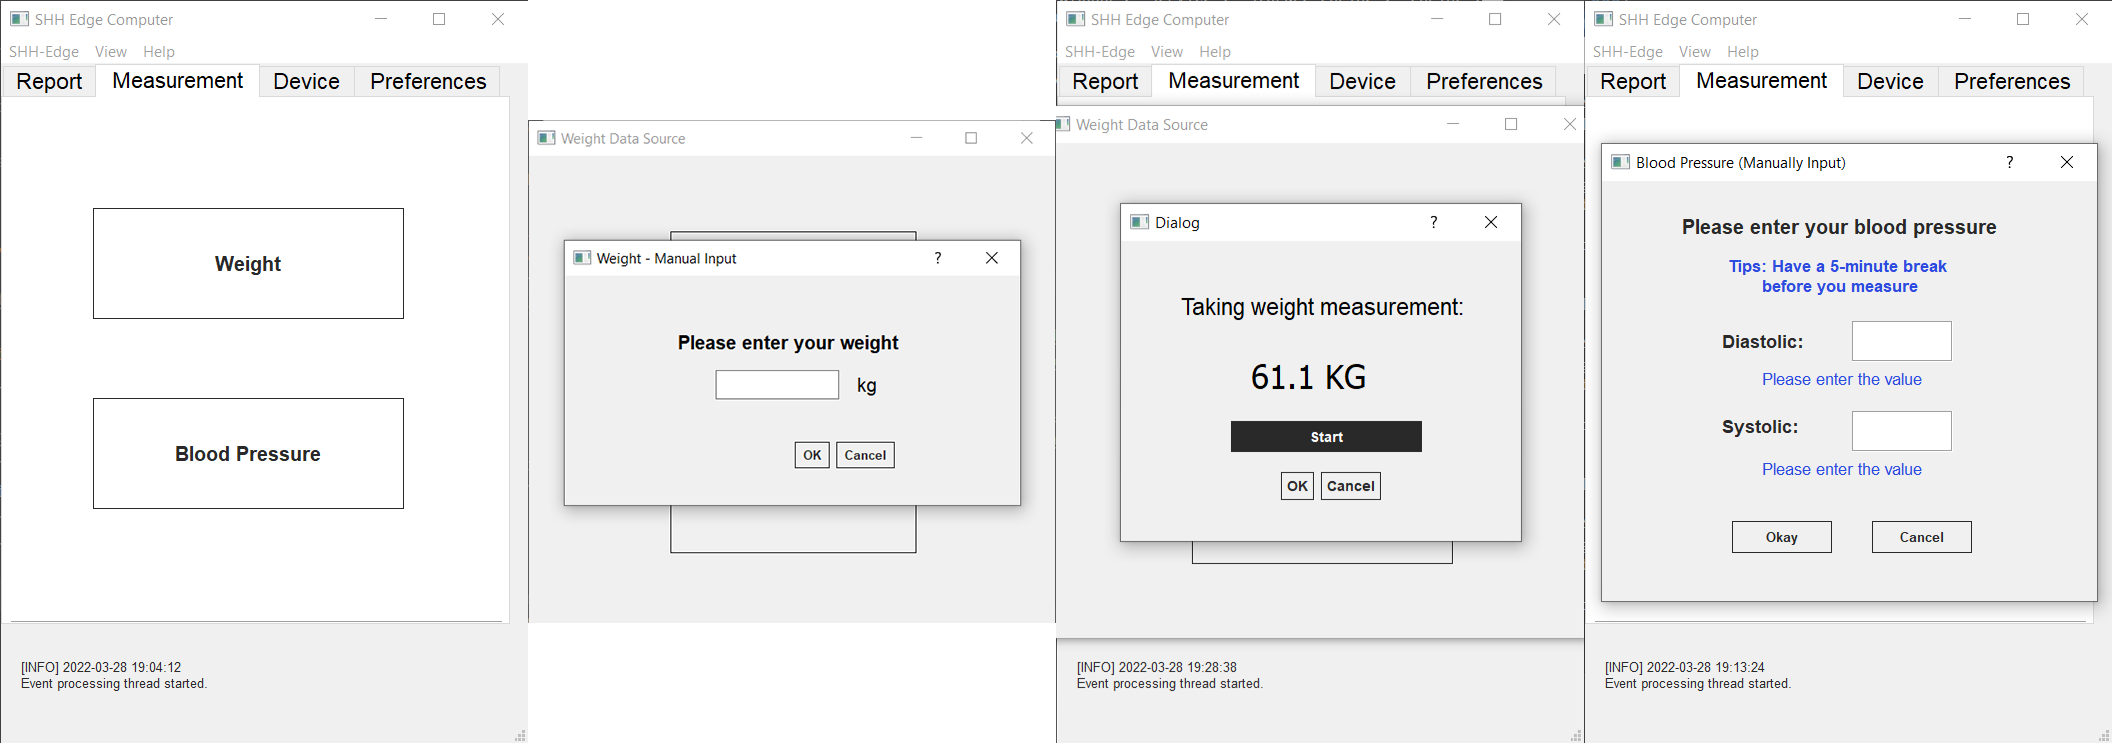 SHH Edge Computer
SHH-Edge View Help
Report Measurement Device Preferences
Weight
Blood Pressure
[INFO] 2022-03-28 19:04:12
Event processing thread started.
Weight Data Source
Weight - Manual Input
?
Please enter your weight
kg
OK Cancel
SHH Edge Computer
SHH-Edge View Help
Report Measurement Device Preferences
Weight Data Source
Dialog
?
Taking weight measurement:
61.1 KG
Start
OK Cancel
[INFO] 2022-03-28 19:28:38
Event processing thread started.
SHH Edge Computer
SHH-Edge View Help
Report Measurement Device Preferences
Blood Pressure (Manually Input)
?
Please enter your blood pressure
Tips: Have a 5-minute break
before you measure
Diastolic:
Please enter the value
Systolic:
Please enter the value
Okay Cancel
[INFO] 2022-03-28 19:13:24
Event processing thread started.